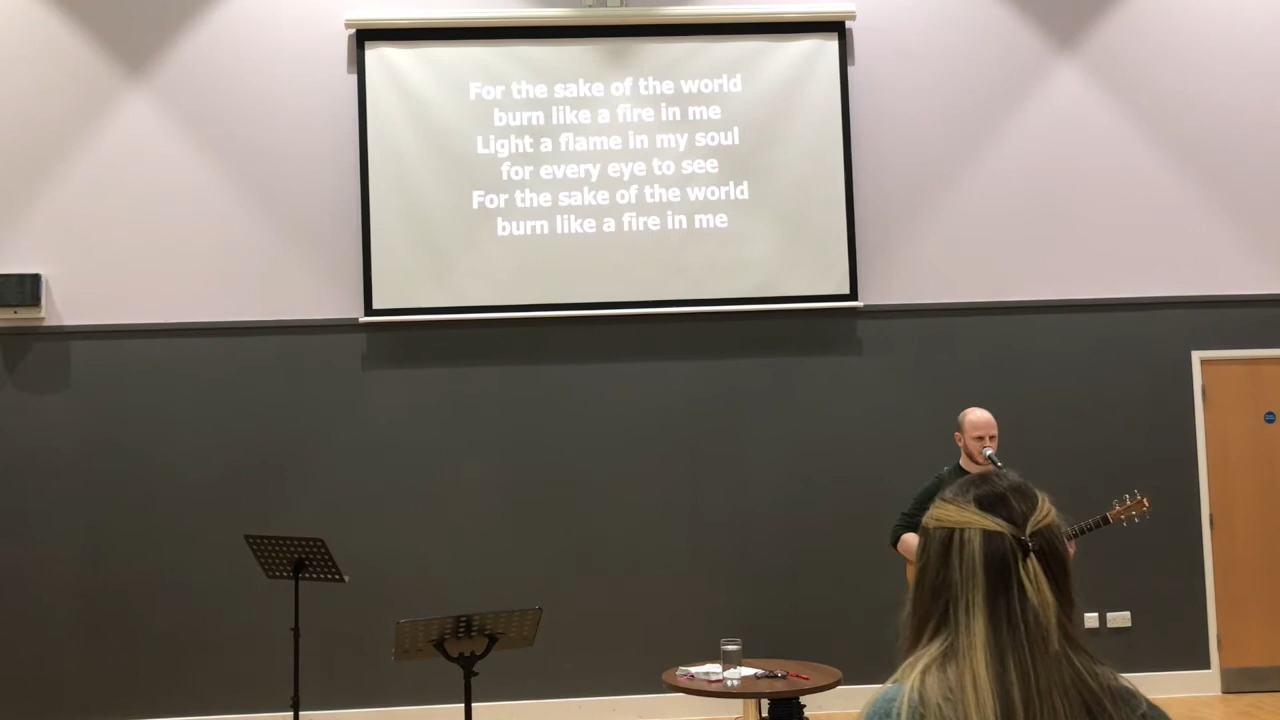 For the sake of the world
burn like a fire in me
Light a flame in my soul
for every eye to see
For the sake of the world
burn like a fire in me